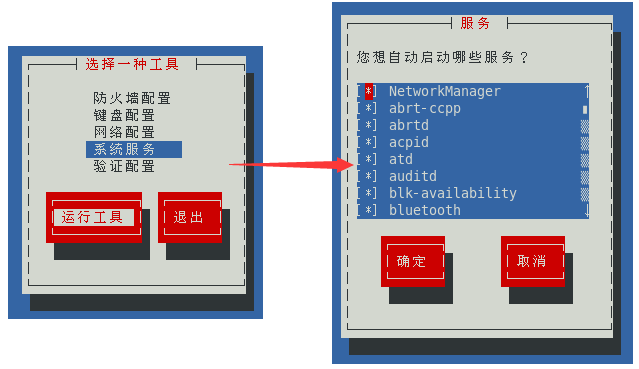 选择一种工具
防火墙配置
键盘配置
网络配置
系统服务
验证配置
运行工具
退出
服务
您想自动启动哪些服务？
[*] NetworkManager
[*] abrt-ccpp
[*] abrtd
[*] acpid
[*] atd
[*] auditd
[*] blk-availability
[*] bluetooth
确定
取消